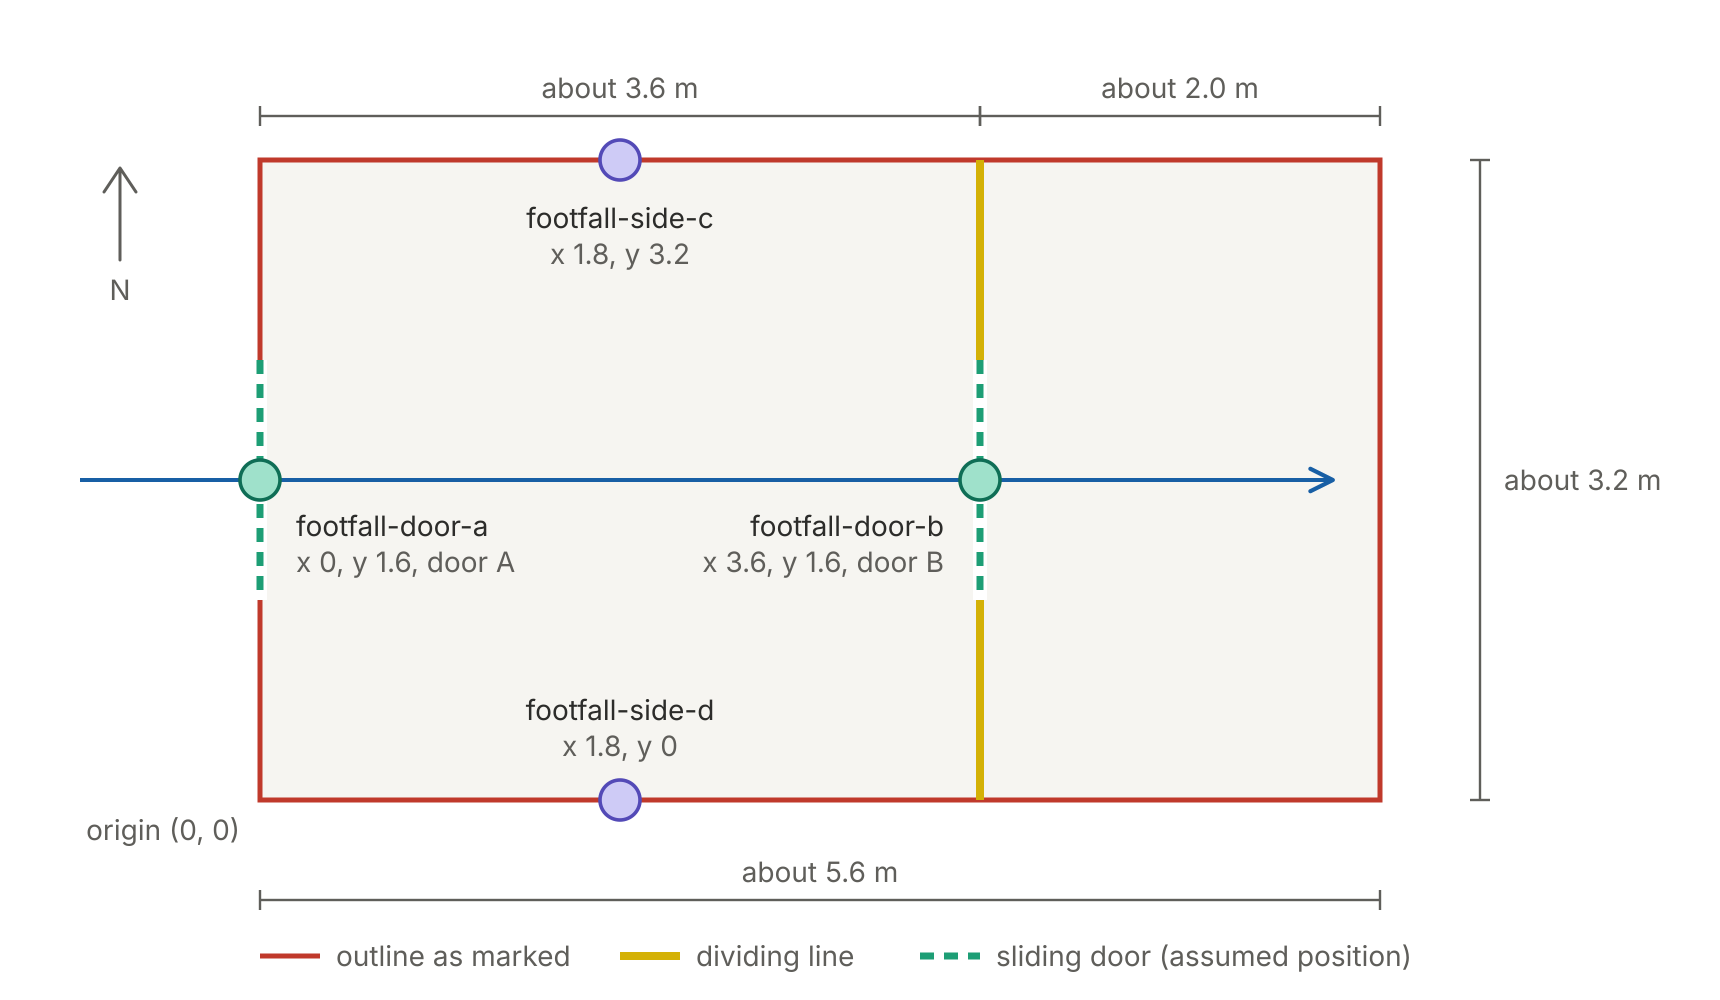 about 3.6 m
about 2.0 m
footfall-side-c
x 1.8, y 3.2
N
about 3.2 m
footfall-door-a
x 0, y 1.6, door A
footfall-door-b
x 3.6, y 1.6, door B
footfall-side-d
x 1.8, y 0
origin (0, 0)
about 5.6 m
outline as marked
dividing line
sliding door (assumed position)